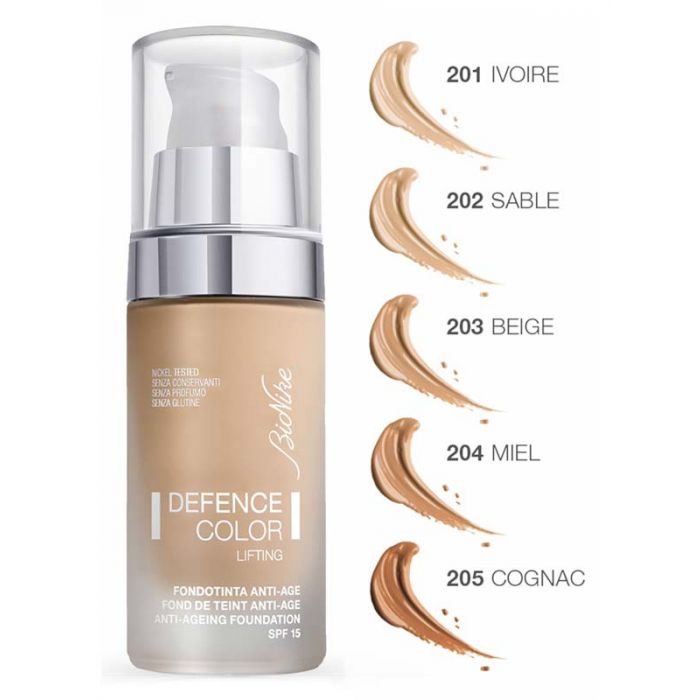 NICKEL TESTED
SENZA CONSERVANTI
SENZA PROFUMO
SENZA GLUTINE
BioNike
DEFENCE
COLOR
LIFTING
FONDOTINTA ANTI-AGE
FOND DE TEINT ANTI-AGE
ANTI-AGEING FOUNDATION
SPF 15
201 IVOIRE
202 SABLE
203 BEIGE
204 MIEL
205 COGNAC